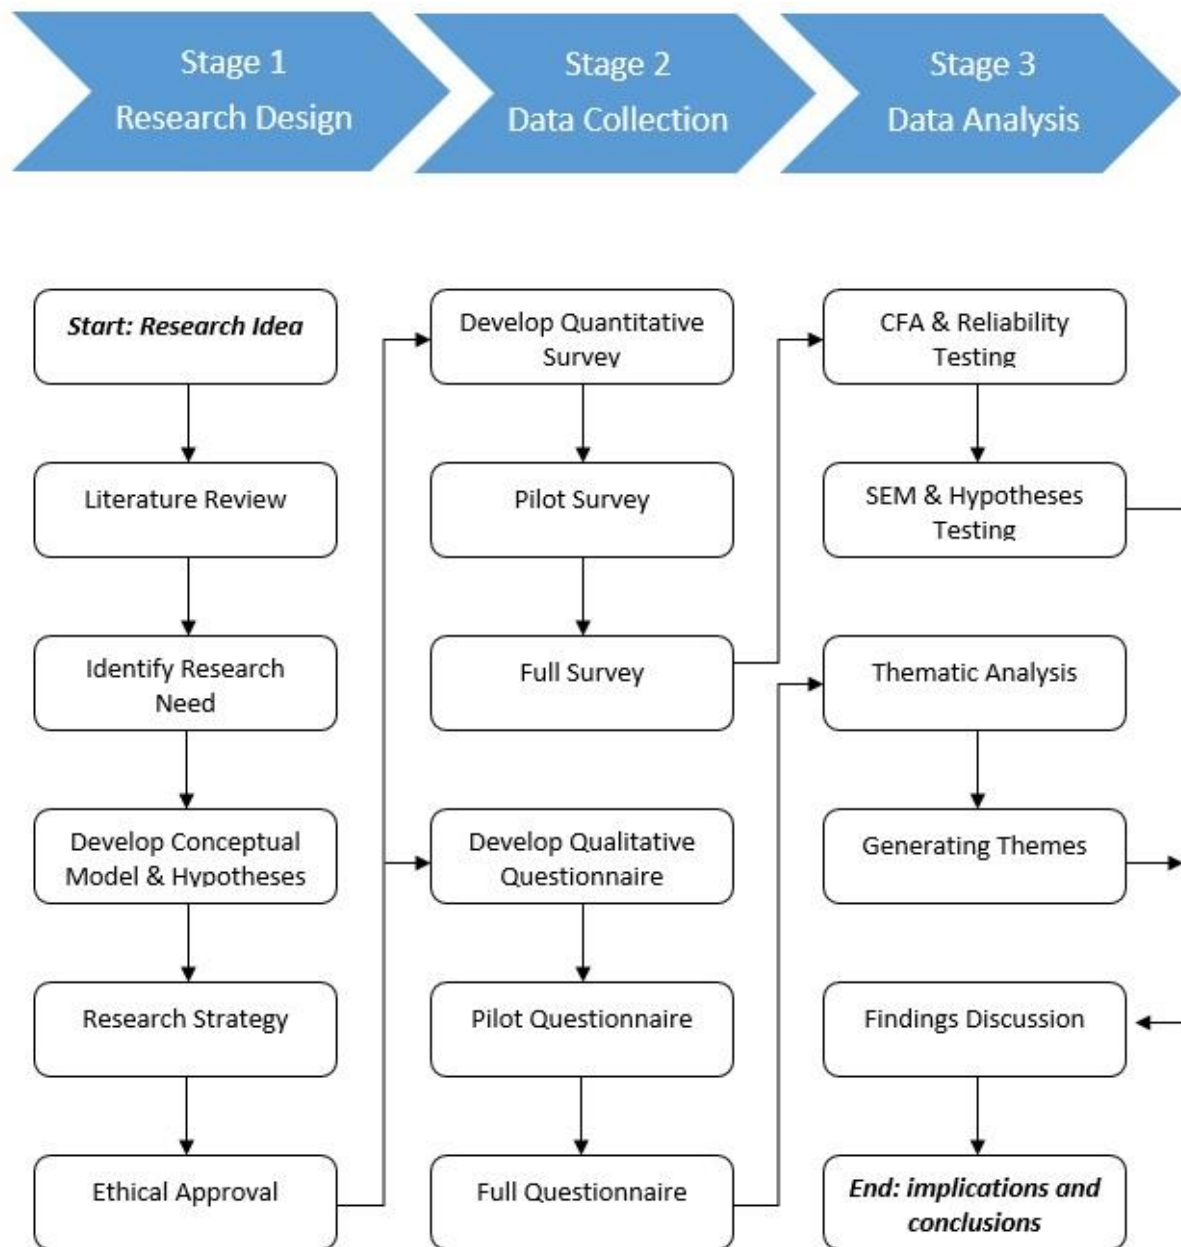 Stage 1
Research Design
Stage 2
Data Collection
Stage 3
Data Analysis
Start: Research Idea
Literature Review
Identify Research
Need
Develop Conceptual
Model & Hypotheses
Research Strategy
Ethical Approval
Develop Quantitative
Survey
Pilot Survey
Full Survey
Develop Qualitative
Questionnaire
Pilot Questionnaire
Full Questionnaire
CFA & Reliability
Testing
SEM & Hypotheses
Testing
Thematic Analysis
Generating Themes
Findings Discussion
End: implications and
conclusions